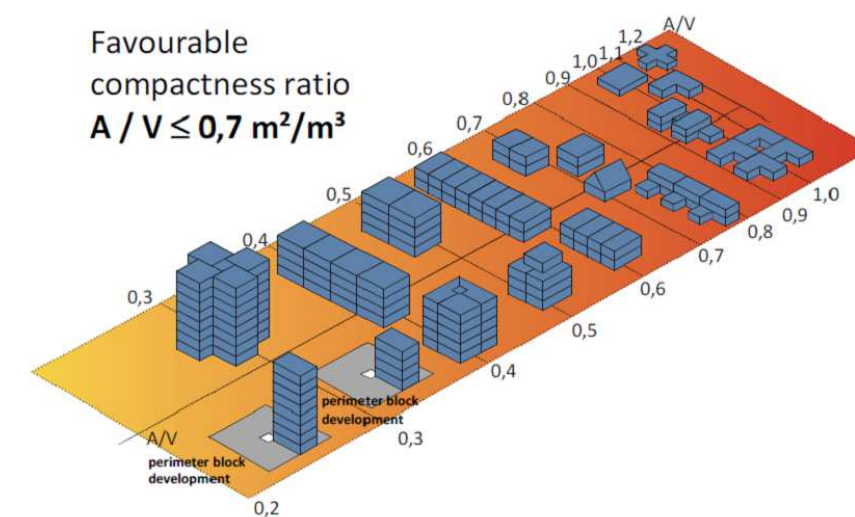 Favourable
compactness ratio
A / V ≤ 0,7 m²/m³
A/V
1,2
1,1
1,0
0,9
0,8
0,7
0,6
0,5
0,4
0,3
1,0
0,9
0,8
0,7
0,6
0,5
0,4
0,3
0,2
perimeter block
development
A/V
perimeter block
development